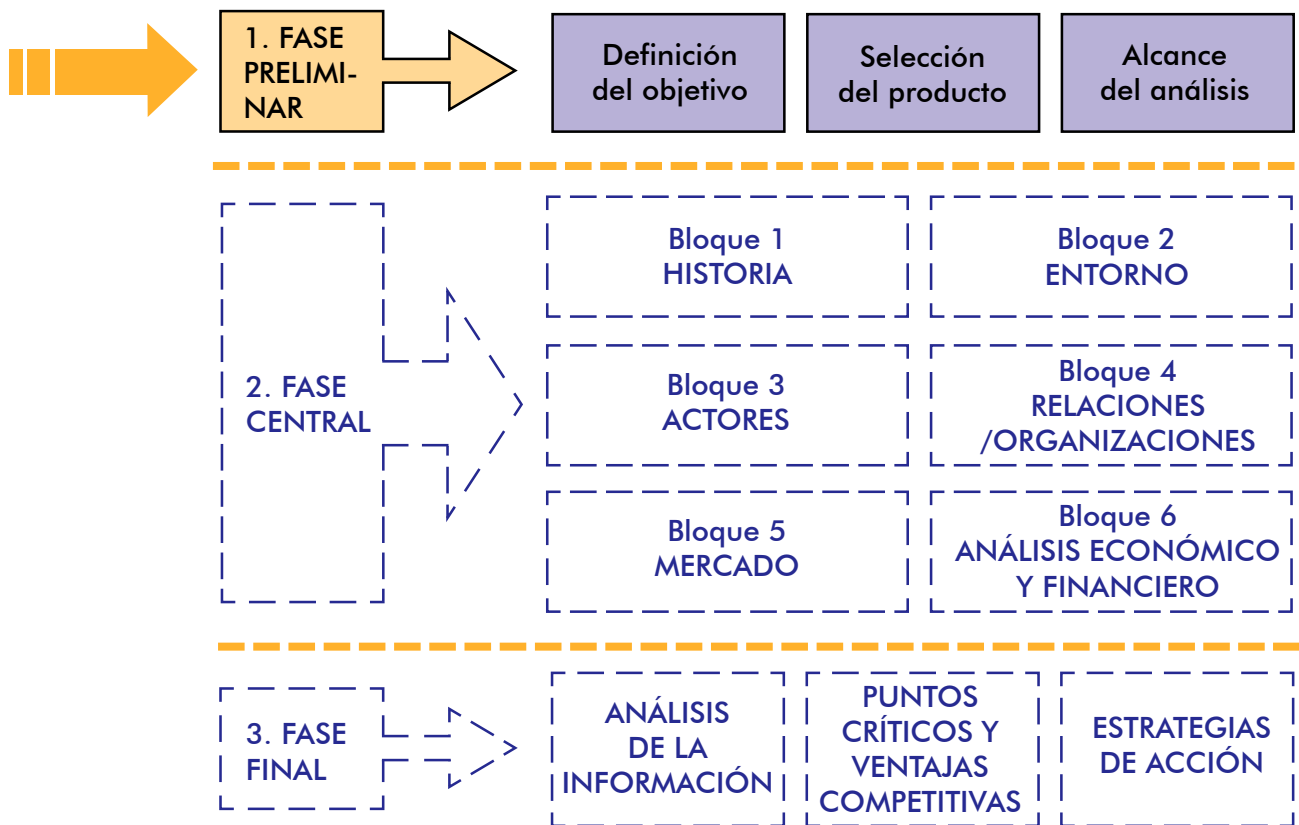 1. FASE
PRELIMI-
NAR
Definición
del objetivo
Selección
del producto
Alcance
del análisis
2. FASE
CENTRAL
Bloque 1
HISTORIA
Bloque 2
ENTORNO
Bloque 3
ACTORES
Bloque 4
RELACIONES
/ORGANIZACIONES
Bloque 5
MERCADO
Bloque 6
ANÁLISIS ECONÓMICO
Y FINANCIERO
3. FASE
FINAL
ANÁLISIS
DE LA
INFORMACIÓN
PUNTOS
CRÍTICOS Y
VENTAJAS
COMPETITIVAS
ESTRATEGIAS
DE ACCIÓN